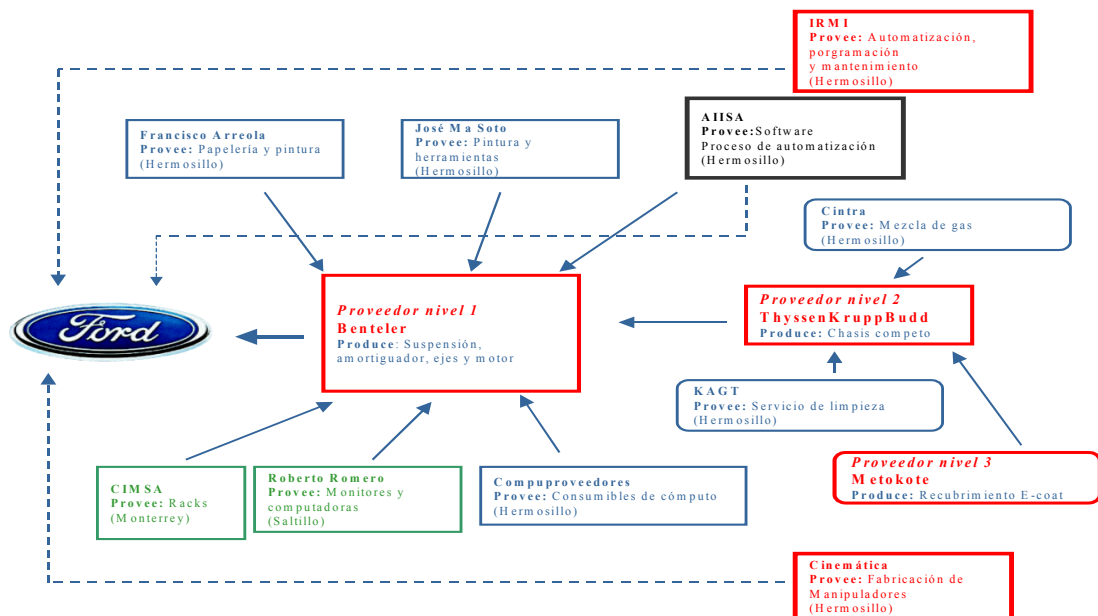 IRMI
Provee: Automatización,
porgramación
y mantenimiento
(Hermosillo)
AIISA
Provee:Software
Proceso de automatización
(Hermosillo)
José Ma Soto
Provee: Pintura y
herramientas
(Hermosillo)
Francisco Arreola
Provee: Papelería y pintura
(Hermosillo)
Cintra
Provee: Mezcla de gas
(Hermosillo)
Ford
Proveedor nivel 1
Benteler
Produce: Suspensión,
amortiguador, ejes y motor
Proveedor nivel 2
ThyssenKruppBudd
Produce: Chasis competo
KAGT
Provee: Servicio de limpieza
(Hermosillo)
Proveedor nivel 3
Metokote
Produce: Recubrimiento E-coat
CIMSA
Provee: Racks
(Monterrey)
Roberto Romero
Provee: Monitores y
computadoras
(Saltillo)
Compuproveedores
Provee: Consumibles de cómputo
(Hermosillo)
Cinemática
Provee: Fabricación de
Manipuladores
(Hermosillo)